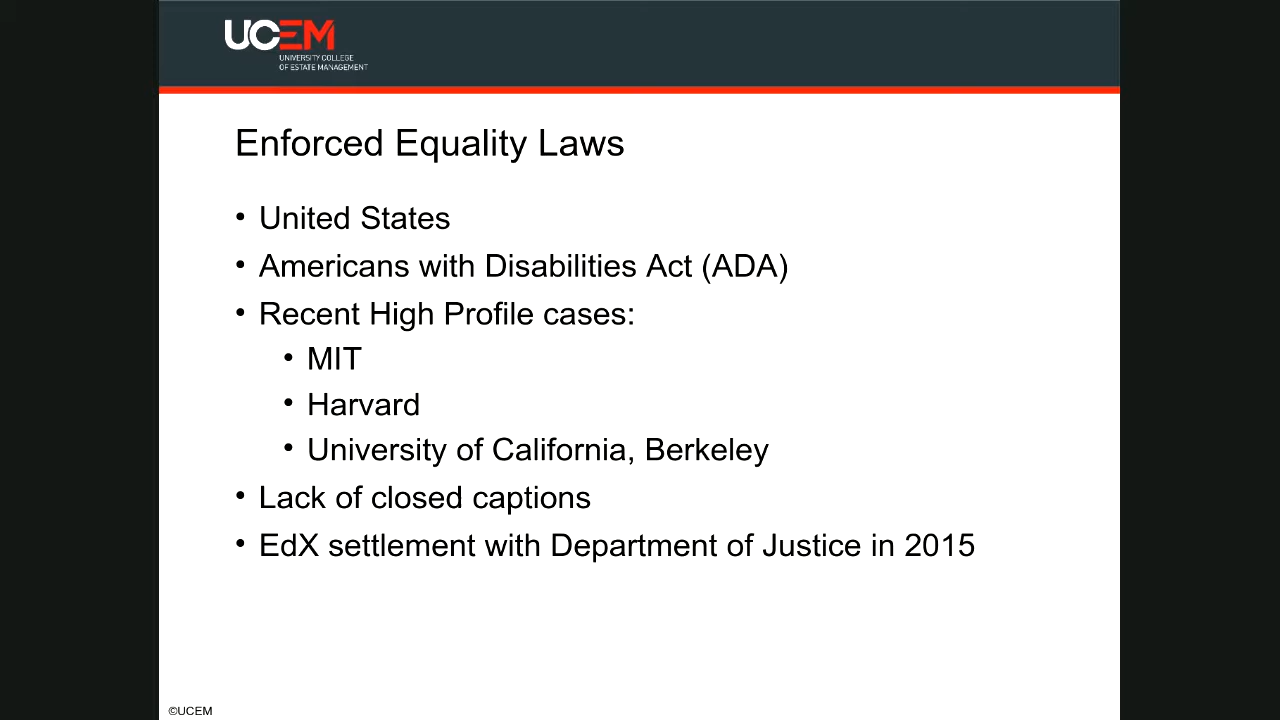 UCEM
UNIVERSITY COLLEGE
OF ESTATE MANAGEMENT
Enforced Equality Laws
• United States
• Americans with Disabilities Act (ADA)
• Recent High Profile cases:
• MIT
• Harvard
• University of California, Berkeley
• Lack of closed captions
• EdX settlement with Department of Justice in 2015
©UCEM